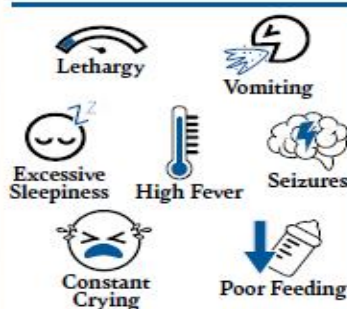 Lethargy
Vomiting
Z Z
Excessive
Sleepiness
High Fever
Seizures
Constant
Crying
Poor Feeding